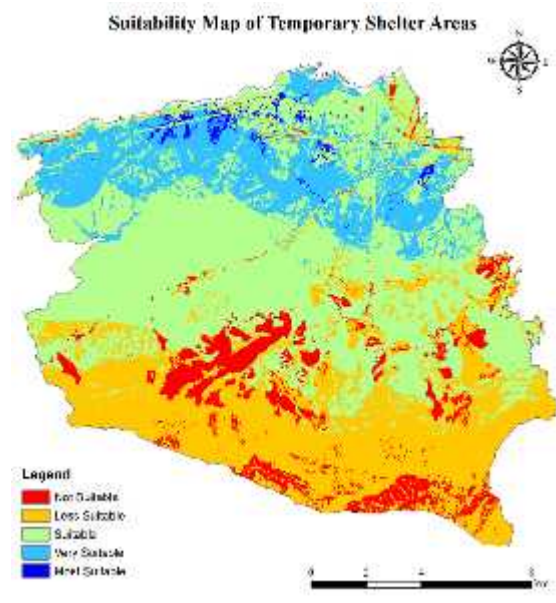 Suitability Map of Temporary Shelter Areas
N
S
Legend
Not Suitable
Less Suitable
Suitable
Very Suitable
Most Suitable
0 2 4 8